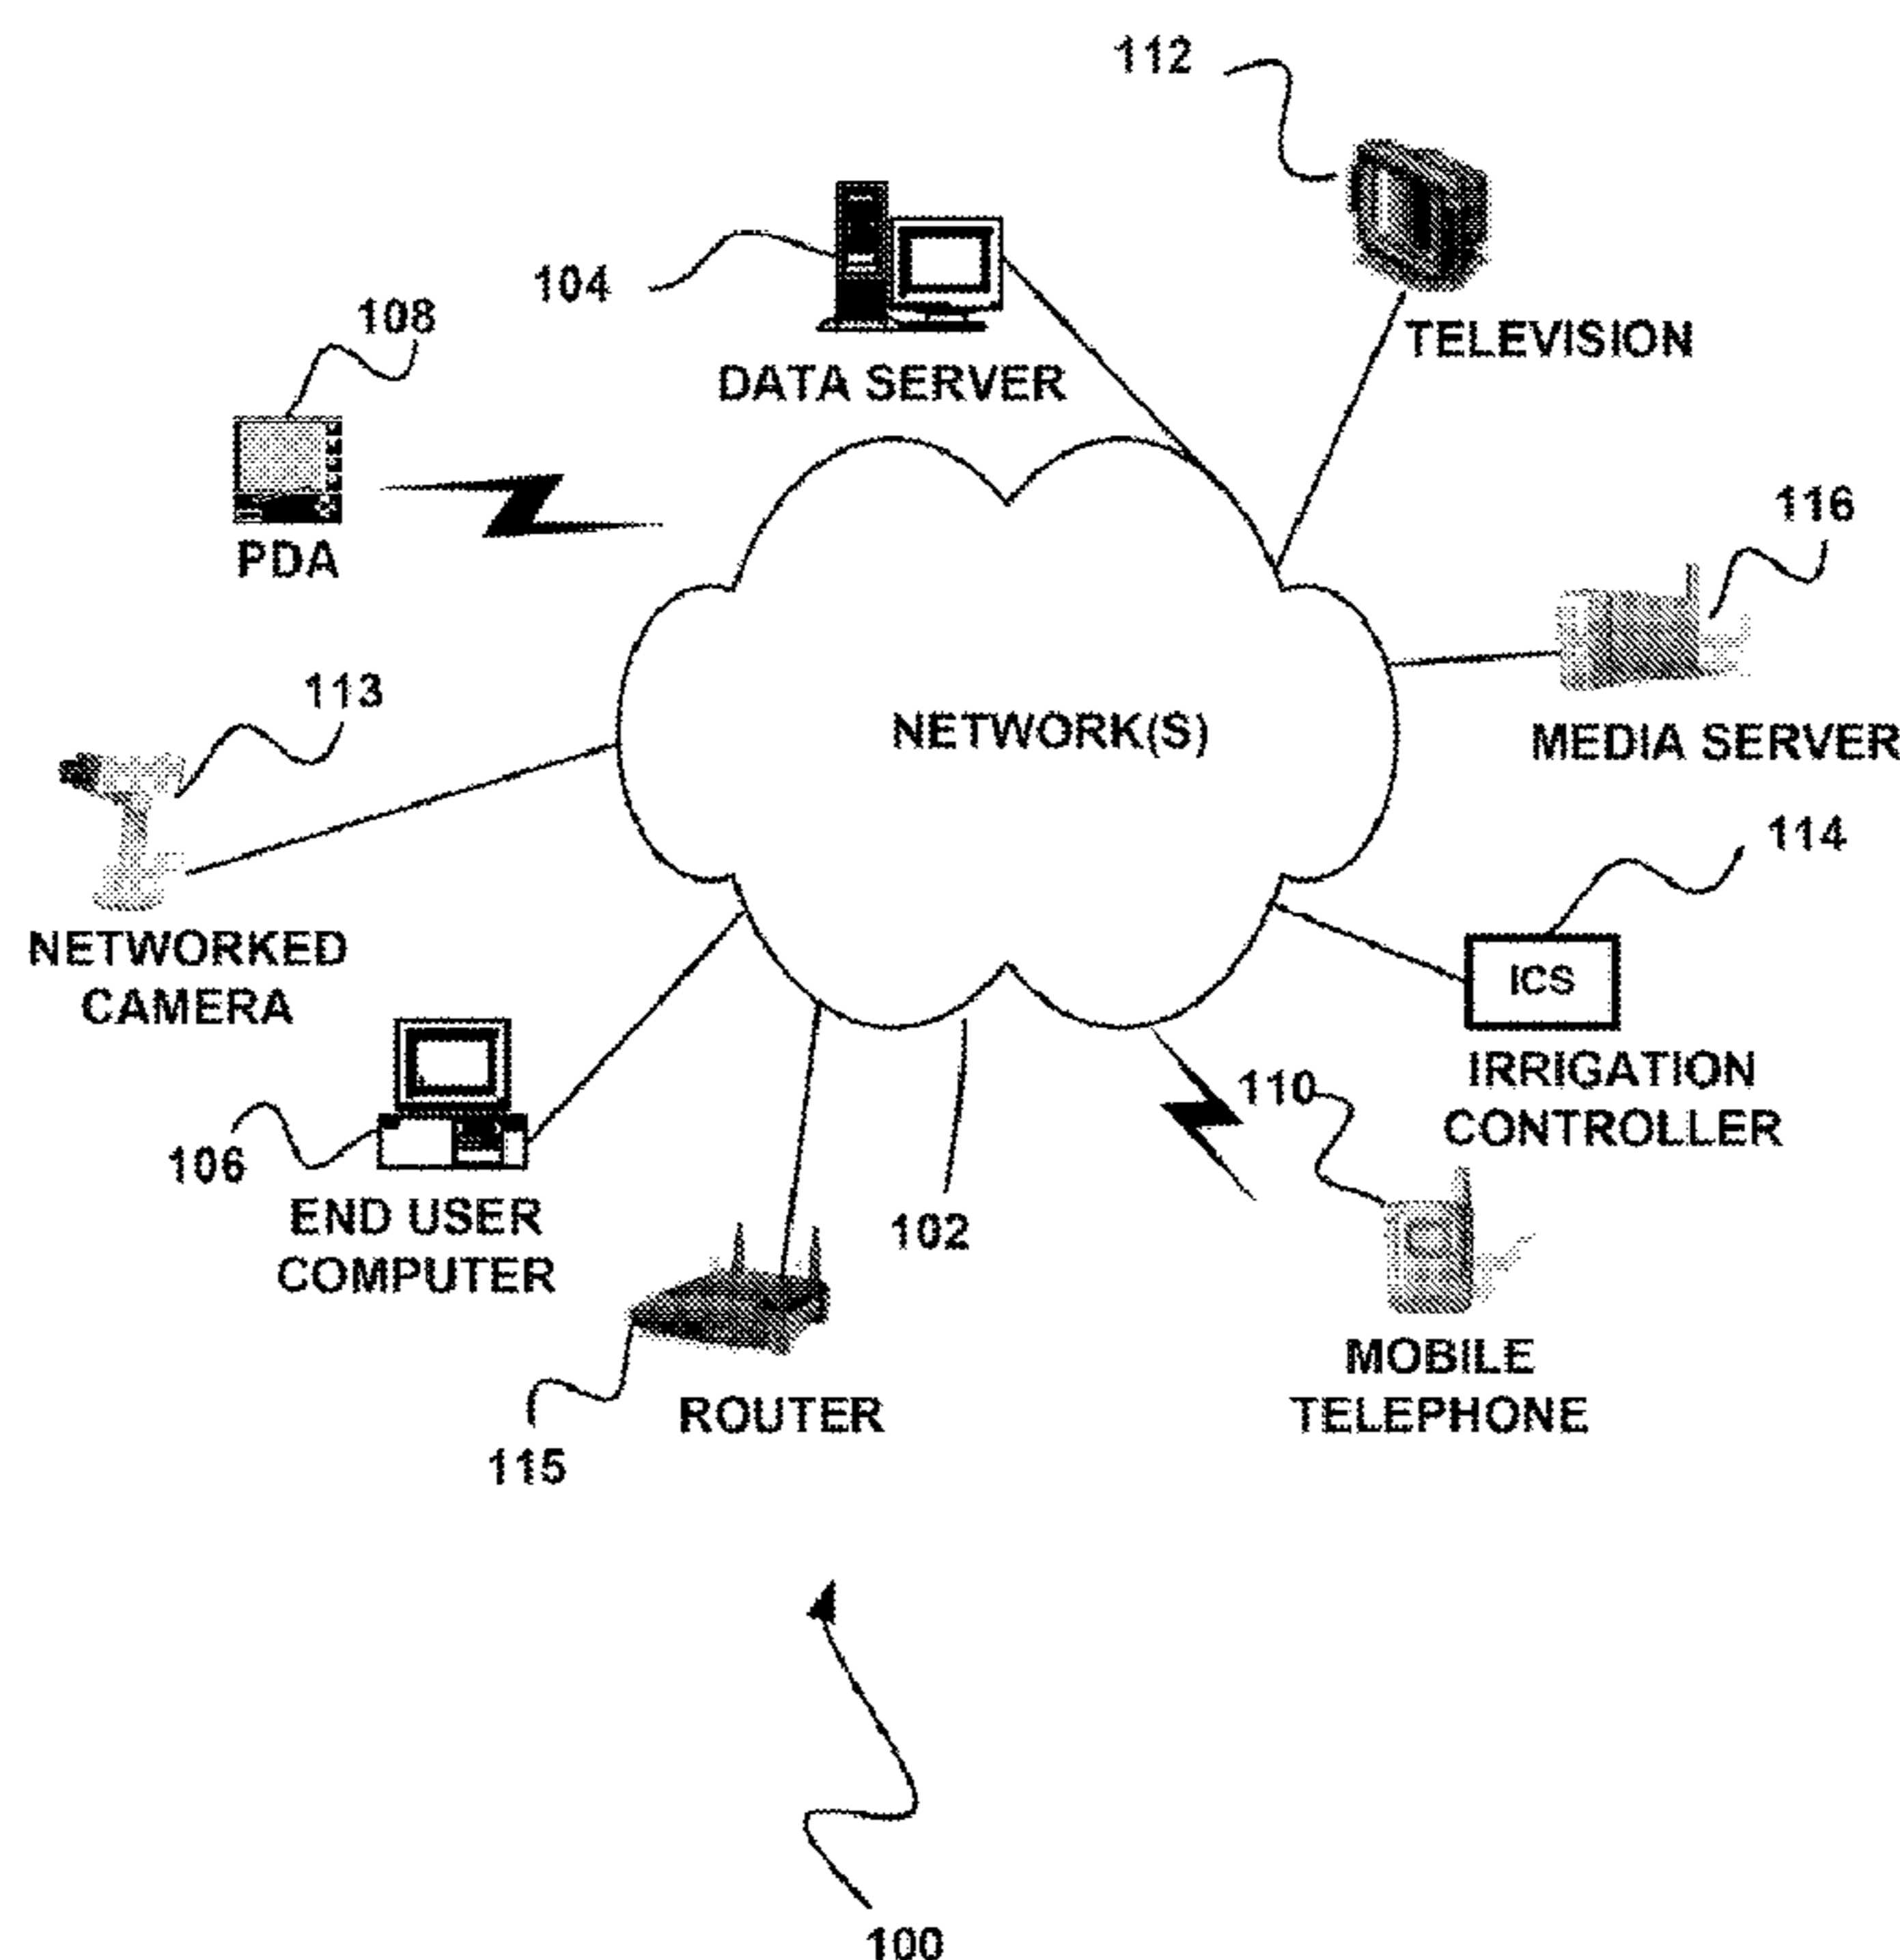 112
104
108
TELEVISION
DATA SERVER
116
PDA
113
NETWORK(S)
MEDIA SERVER
114
NETWORKED
CAMERA
ICS
IRRIGATION
CONTROLLER
110
106
END USER
COMPUTER
102
MOBILE
TELEPHONE
ROUTER
115
100